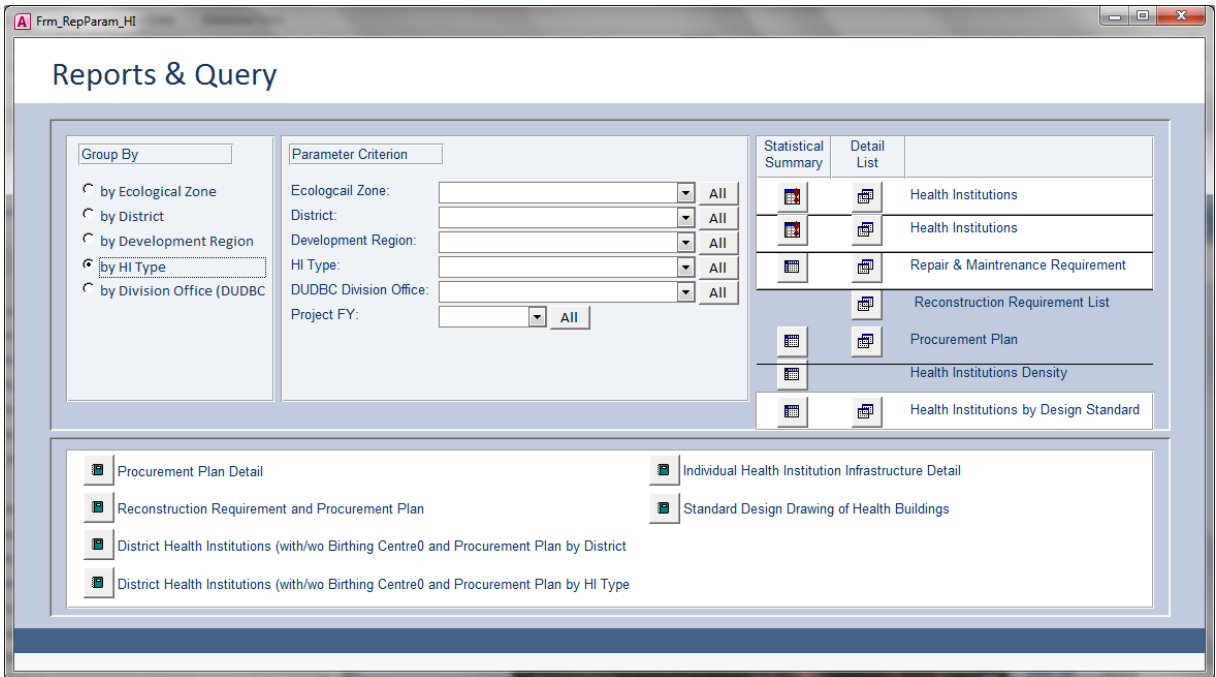 Frm_RepParam_HI
Reports & Query
Group By
by Ecological Zone
by District
by Development Region
by HI Type
by Division Office (DUDBC
Parameter Criterion
Ecologcail Zone: All
District: All
Development Region: All
HI Type: All
DUDBC Division Office: All
Project FY: All
Statistical Summary
Detail List
Health Institutions
Health Institutions
Repair & Maintrenance Requirement
Reconstruction Requirement List
Procurement Plan
Health Institutions Density
Health Institutions by Design Standard
Procurement Plan Detail
Reconstruction Requirement and Procurement Plan
District Health Institutions (with/wo Birthing Centre0 and Procurement Plan by District
District Health Institutions (with/wo Birthing Centre0 and Procurement Plan by HI Type
Individual Health Institution Infrastructure Detail
Standard Design Drawing of Health Buildings